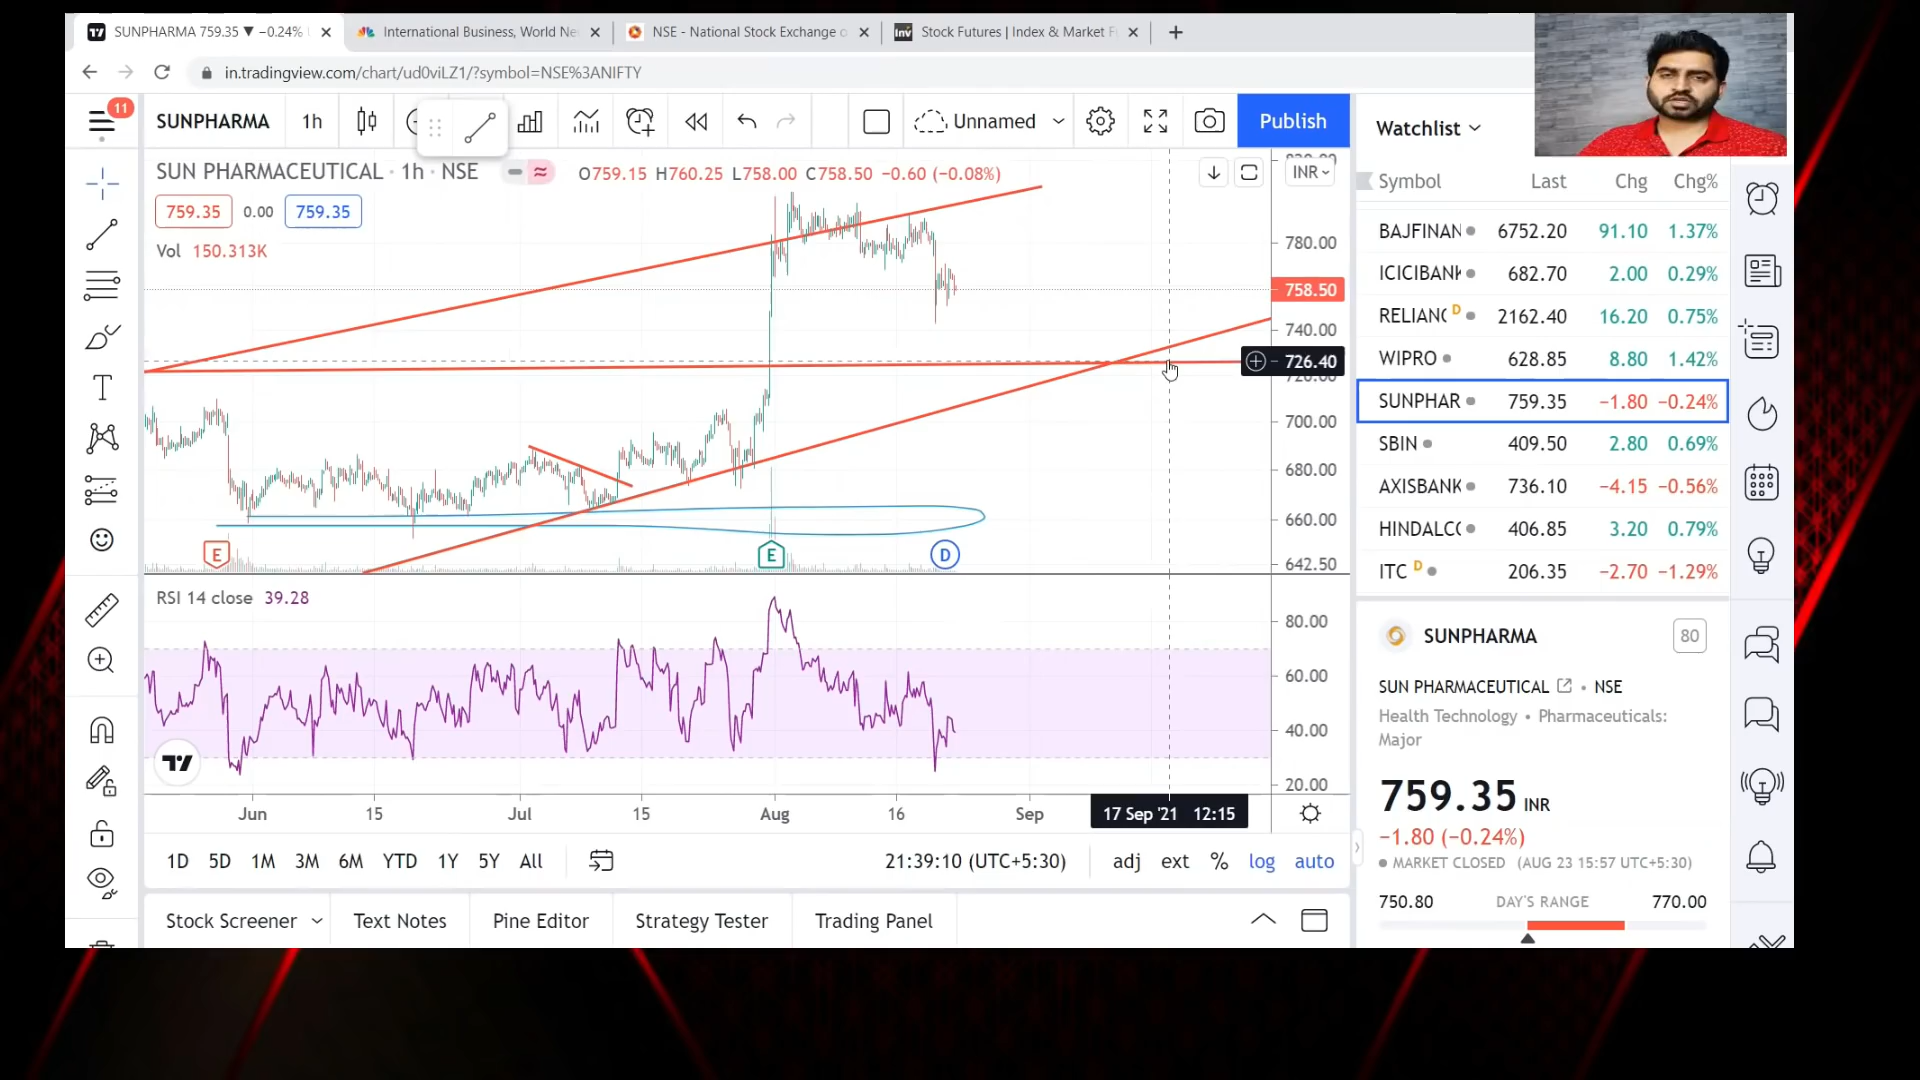 SUNPHARMA 759.35 ▼ −0.24%
International Business, World Ne
NSE - National Stock Exchange o
Inv Stock Futures | Index & Market F
in.tradingview.com/chart/ud0viLZ1/?symbol=NSE%3ANIFTY
11
SUNPHARMA 1h
Unnamed
Publish
SUN PHARMACEUTICAL · 1h · NSE
O759.15 H760.25 L758.00 C758.50 −0.60 (−0.08%)
INR
759.35 0.00 759.35
Vol 150.313K
780.00
758.50
740.00
726.40
720.00
700.00
680.00
660.00
642.50
E
E
D
RSI 14 close 39.28
80.00
60.00
40.00
20.00
Jun 15 Jul 15 Aug 16 Sep 17 Sep '21 12:15
1D 5D 1M 3M 6M YTD 1Y 5Y All
21:39:10 (UTC+5:30) adj ext % log auto
Stock Screener Text Notes Pine Editor Strategy Tester Trading Panel
Watchlist
Symbol Last Chg Chg%
BAJFINAN 6752.20 91.10 1.37%
ICICIBANK 682.70 2.00 0.29%
RELIANC D 2162.40 16.20 0.75%
WIPRO 628.85 8.80 1.42%
SUNPHAR 759.35 −1.80 −0.24%
SBIN 409.50 2.80 0.69%
AXISBANK 736.10 −4.15 −0.56%
HINDALCO 406.85 3.20 0.79%
ITC D 206.35 −2.70 −1.29%
SUNPHARMA 80
SUN PHARMACEUTICAL • NSE
Health Technology • Pharmaceuticals:
Major
759.35 INR
−1.80 (−0.24%)
MARKET CLOSED (AUG 23 15:57 UTC+5:30)
750.80 DAY'S RANGE 770.00